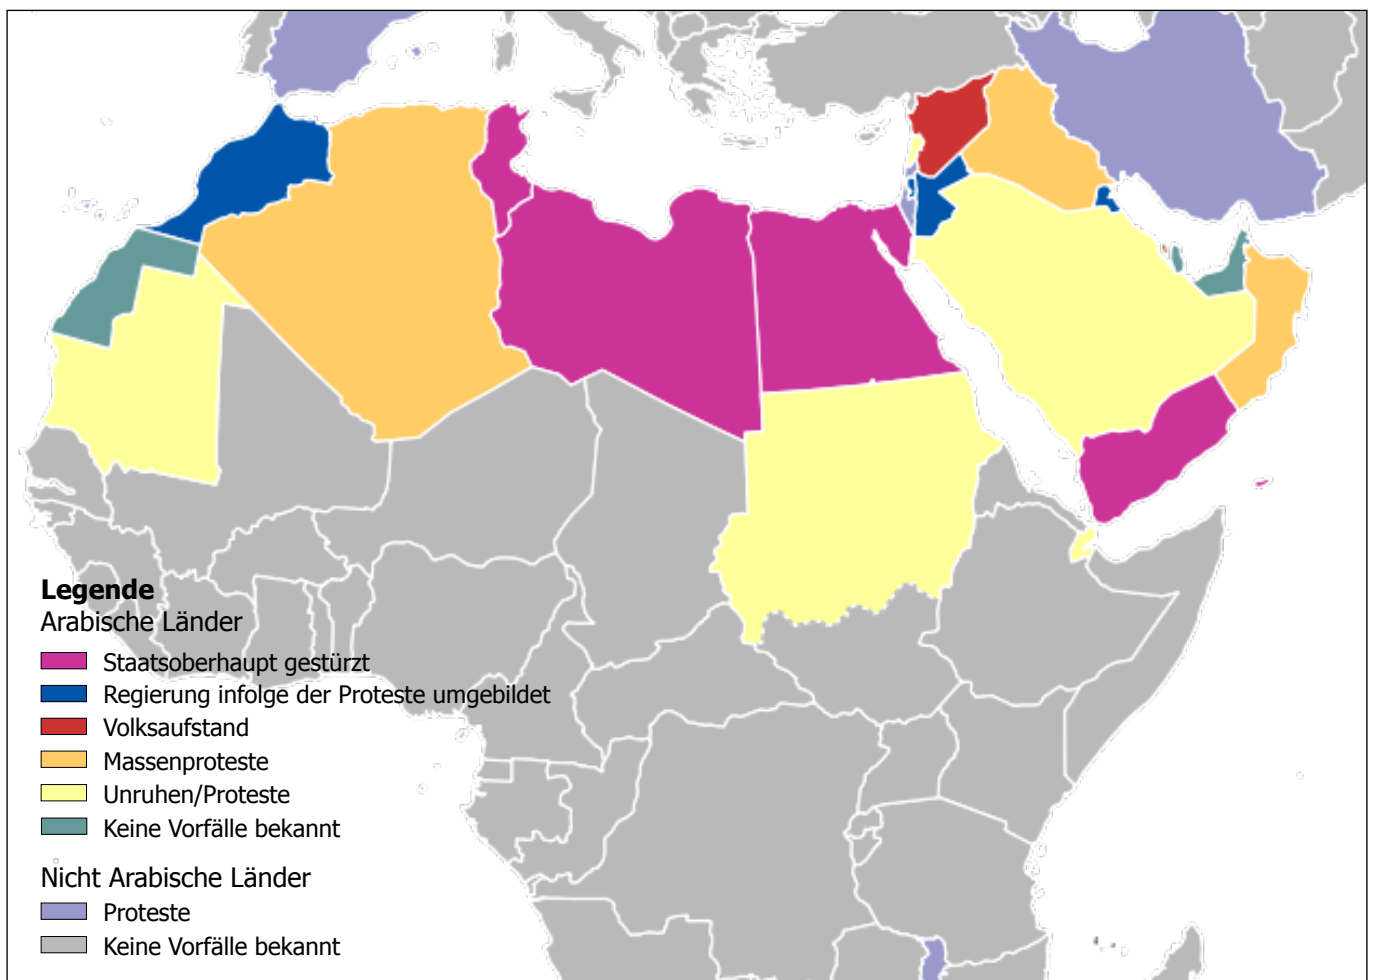 Legende
Arabische Länder
Staatsoberhaupt gestürzt
Regierung infolge der Proteste umgebildet
Volksaufstand
Massenproteste
Unruhen/Proteste
Keine Vorfälle bekannt
Nicht Arabische Länder
Proteste
Keine Vorfälle bekannt